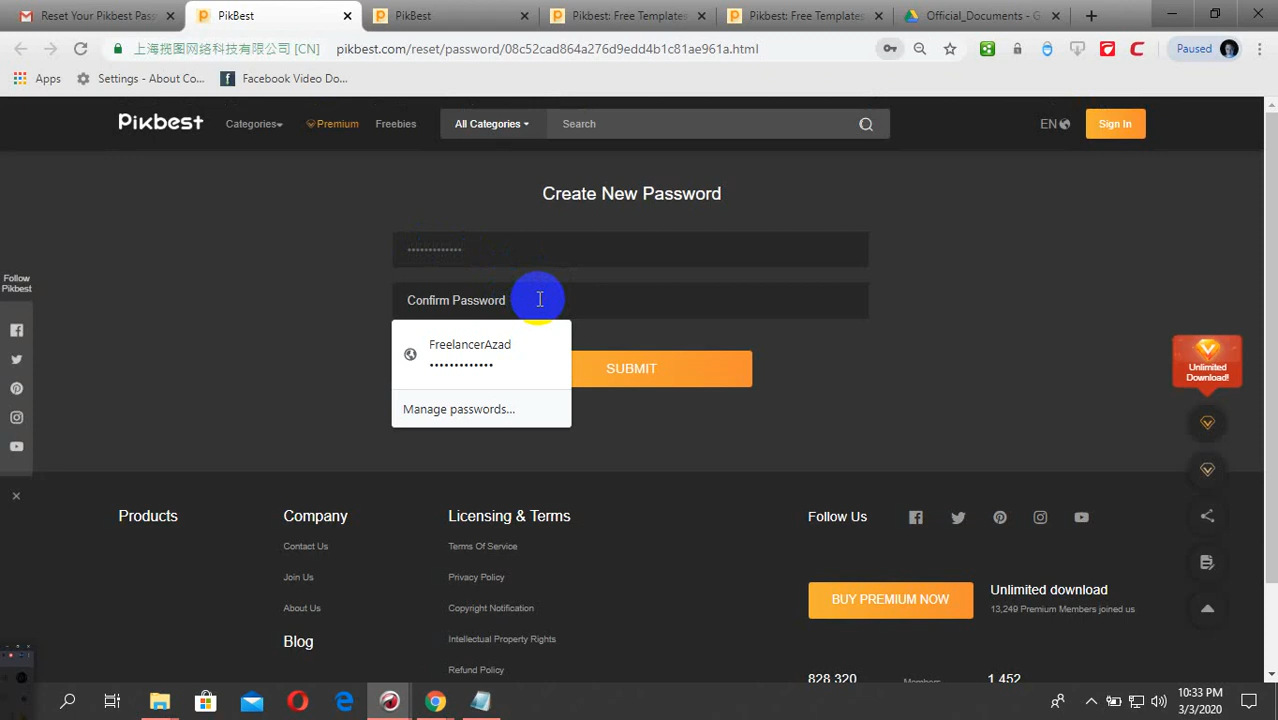 Reset Your Pikbest Pass
PikBest
PikBest
Pikbest: Free Templates
Pikbest: Free Templates
Official_Documents - G
上海揽图网络科技有限公司 [CN]
pikbest.com/reset/password/08c52cad864a276d9edd4b1c81ae961a.html
Paused
Apps
Settings - About Co...
Facebook Video Do...
Pikbest
Categories
Premium
Freebies
All Categories
Search
EN
Sign In
Create New Password
Confirm Password
FreelancerAzad
Manage passwords...
SUBMIT
Follow
Pikbest
Unlimited
Download!
Products
Company
Contact Us
Join Us
About Us
Blog
Licensing & Terms
Terms Of Service
Privacy Policy
Copyright Notification
Intellectual Property Rights
Refund Policy
Follow Us
BUY PREMIUM NOW
Unlimited download
13,249 Premium Members joined us
828,320
Members
1,452
10:33 PM
3/3/2020